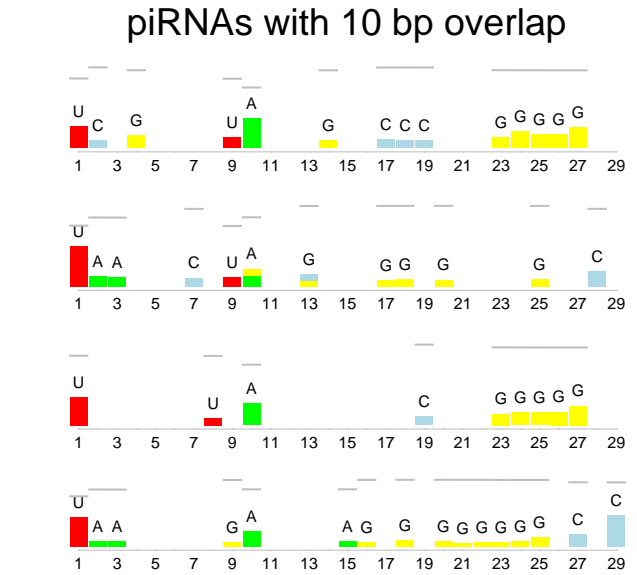 piRNAs with 10 bp overlap
U C G U A G C C C G G G G G
1 3 5 7 9 11 13 15 17 19 21 23 25 27 29
U A A C U A G G G G G C
1 3 5 7 9 11 13 15 17 19 21 23 25 27 29
U U A C G G G G G
1 3 5 7 9 11 13 15 17 19 21 23 25 27 29
U A A G A A G G G G G G G G C C
1 3 5 7 9 11 13 15 17 19 21 23 25 27 29